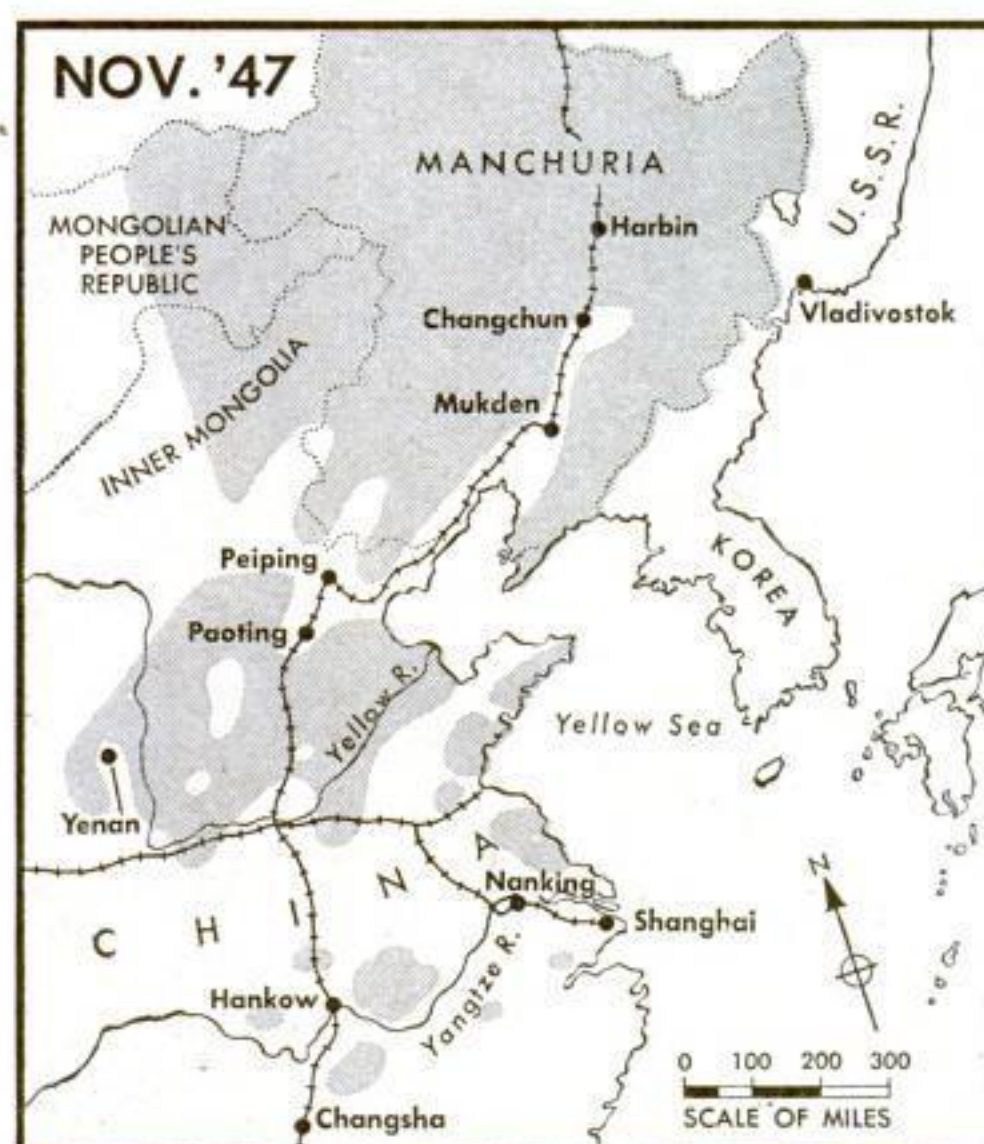 NOV. '47
MANCHURIA
U.S.S.R.
MONGOLIAN
PEOPLE'S
REPUBLIC
Harbin
Changchun
Vladivostok
INNER MONGOLIA
Mukden
Peiping
KOREA
Paoting
Yellow R.
Yellow Sea
Yenan
CHINA
Nanking
Shanghai
N
Hankow
Yangtze R.
0 100 200 300
SCALE OF MILES
Changsha